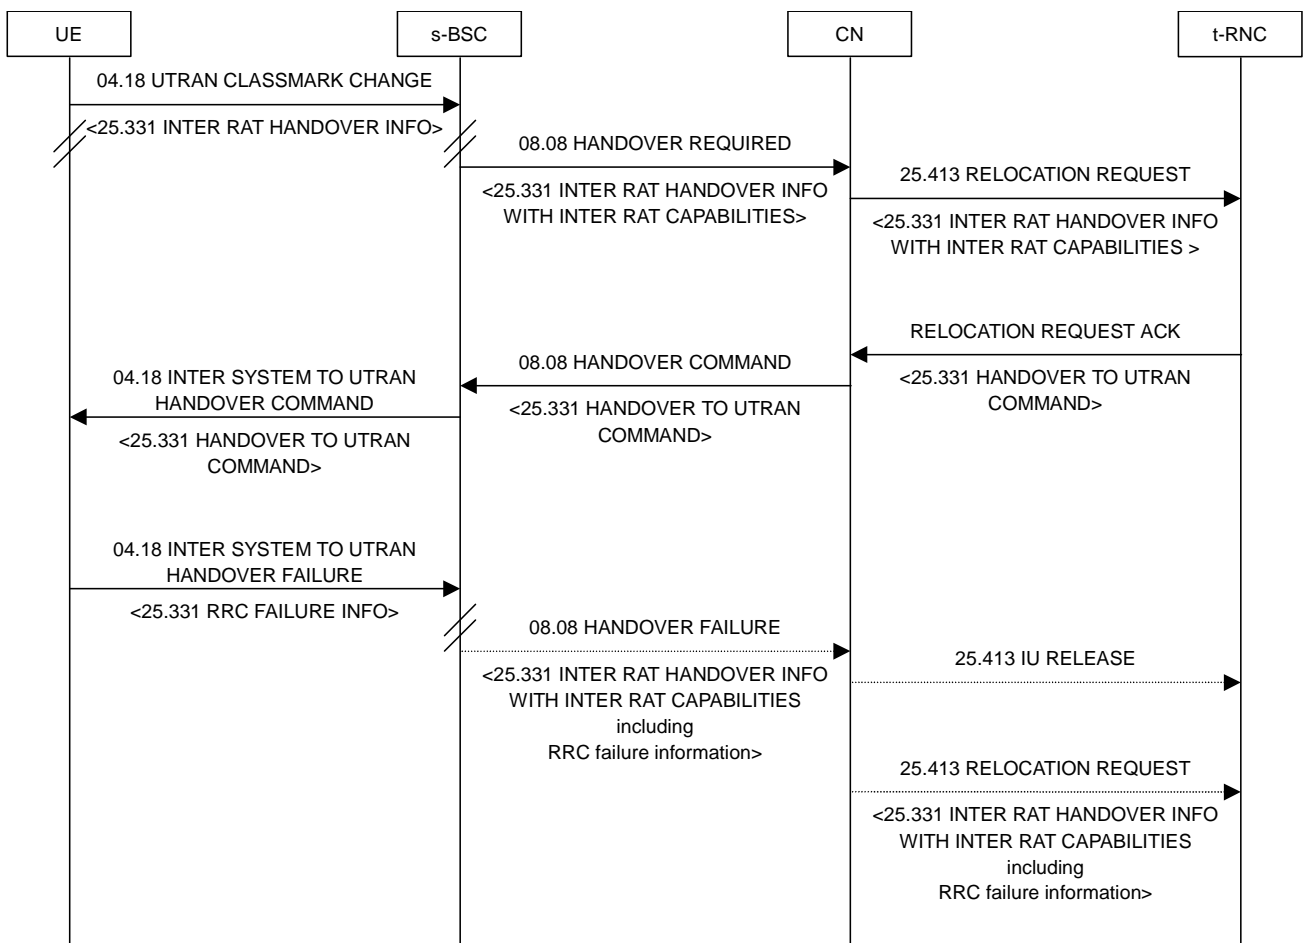 UE
s-BSC
CN
t-RNC
04.18 UTRAN CLASSMARK CHANGE
<25.331 INTER RAT HANDOVER INFO>
08.08 HANDOVER REQUIRED
<25.331 INTER RAT HANDOVER INFO
WITH INTER RAT CAPABILITIES>
25.413 RELOCATION REQUEST
<25.331 INTER RAT HANDOVER INFO
WITH INTER RAT CAPABILITIES >
RELOCATION REQUEST ACK
<25.331 HANDOVER TO UTRAN
COMMAND>
08.08 HANDOVER COMMAND
<25.331 HANDOVER TO UTRAN
COMMAND>
04.18 INTER SYSTEM TO UTRAN
HANDOVER COMMAND
<25.331 HANDOVER TO UTRAN
COMMAND>
04.18 INTER SYSTEM TO UTRAN
HANDOVER FAILURE
<25.331 RRC FAILURE INFO>
08.08 HANDOVER FAILURE
<25.331 INTER RAT HANDOVER INFO
WITH INTER RAT CAPABILITIES
including
RRC failure information>
25.413 IU RELEASE
25.413 RELOCATION REQUEST
<25.331 INTER RAT HANDOVER INFO
WITH INTER RAT CAPABILITIES
including
RRC failure information>